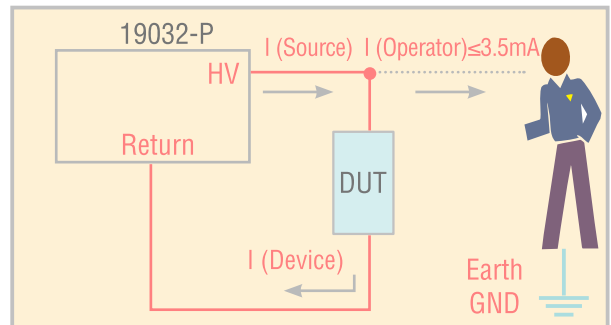 19032-P
I (Source) I (Operator)≤3.5mA
HV
Return
DUT
I (Device)
Earth
GND